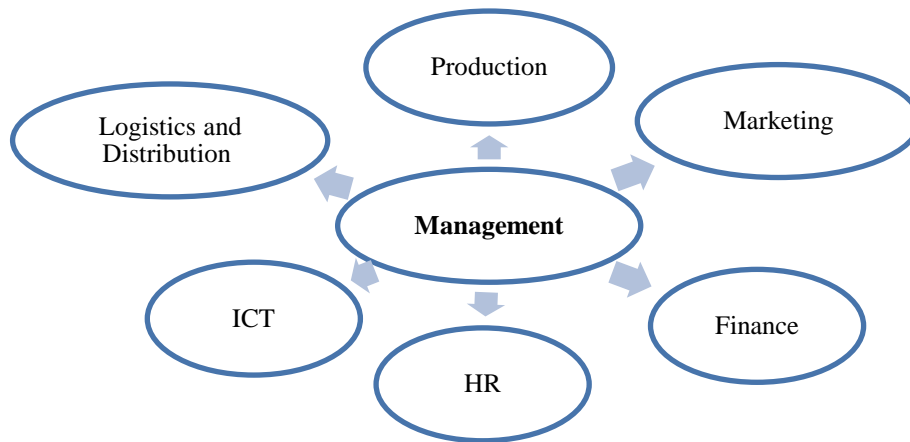 Production
Marketing
Logistics and
Distribution
Management
ICT
Finance
HR